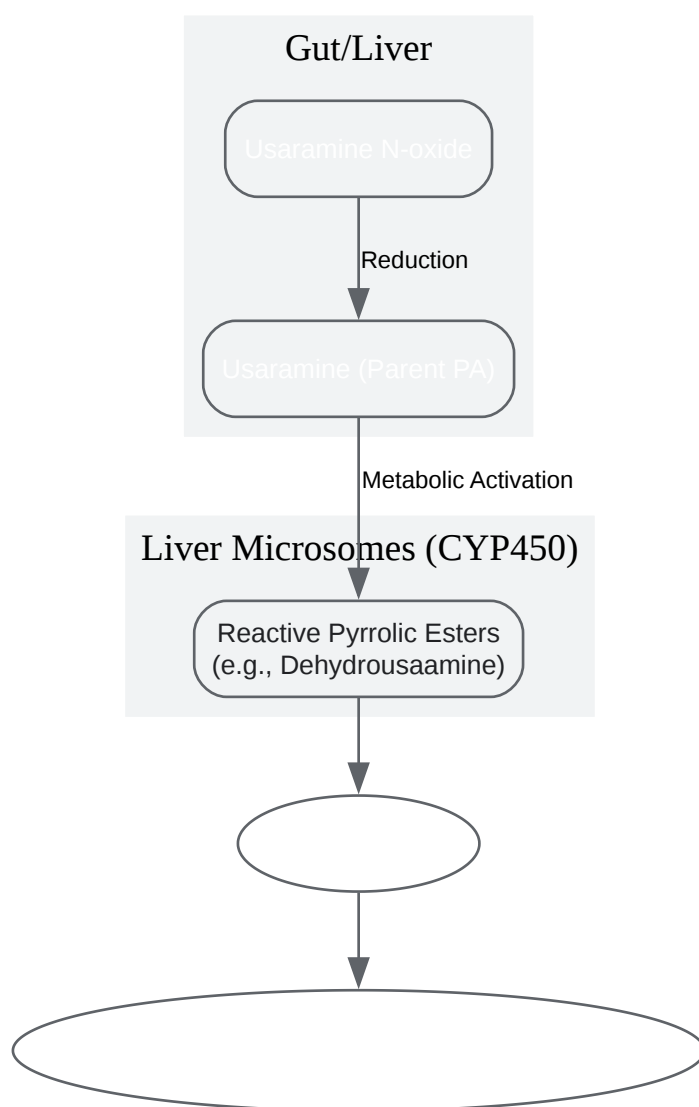 Gut/Liver
Usaramine N-oxide
Reduction
Usaramine (Parent PA)
Metabolic Activation
Liver Microsomes (CYP450)
Reactive Pyrrolic Esters
(e.g., Dehydrousaamine)